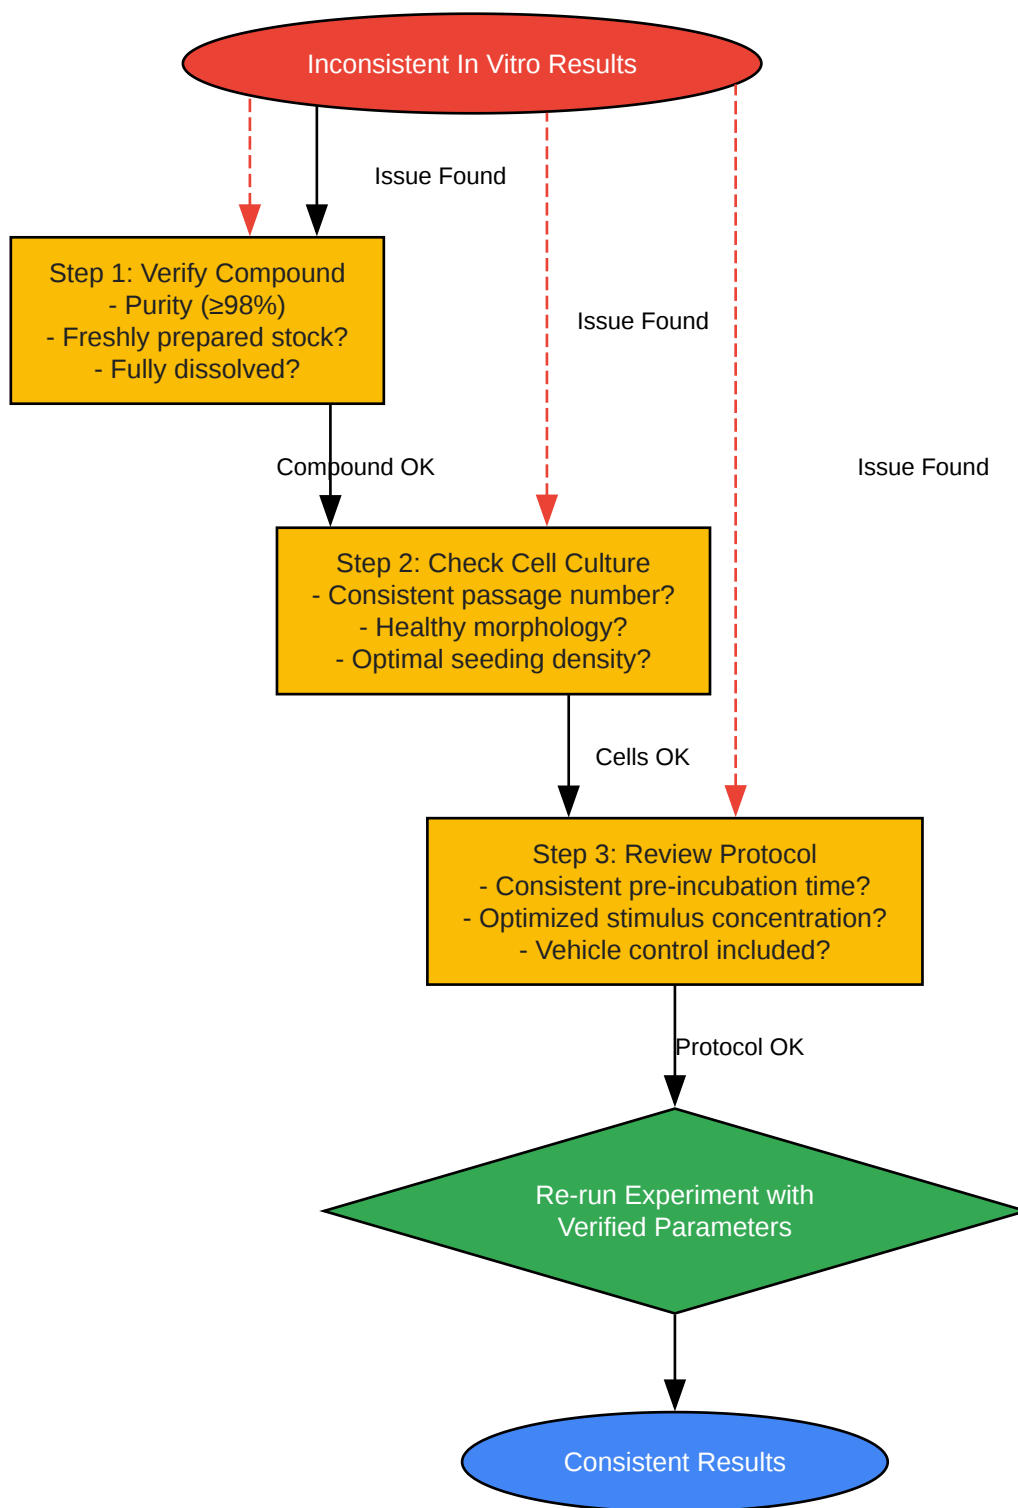 Inconsistent In Vitro Results
Issue Found
Step 1: Verify Compound
- Purity (≥98%)
- Freshly prepared stock?
- Fully dissolved?
Issue Found
Compound OK
Issue Found
Step 2: Check Cell Culture
- Consistent passage number?
- Healthy morphology?
- Optimal seeding density?
Cells OK
Step 3: Review Protocol
- Consistent pre-incubation time?
- Optimized stimulus concentration?
- Vehicle control included?
Protocol OK
Re-run Experiment with
Verified Parameters
Consistent Results